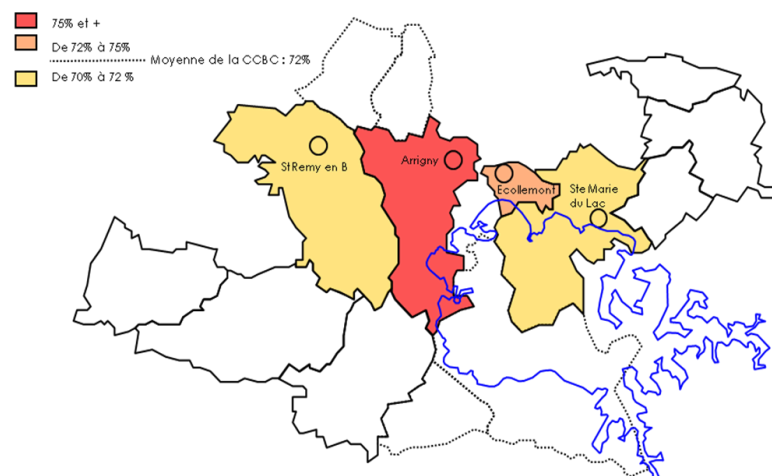 75% et +
De 72% à 75%
Moyenne de la CCBC : 72%
De 70% à 72 %
St Remy en B
Arrigny
Ecollemont
Ste Marie
du Lac